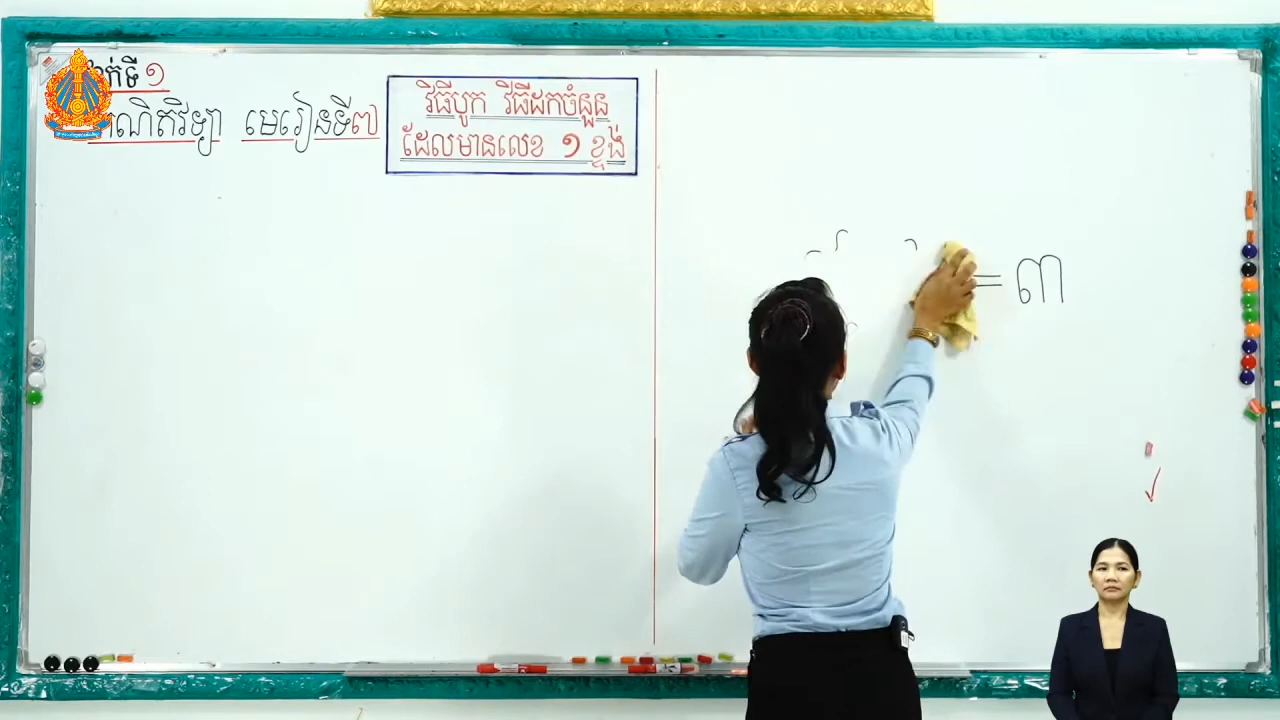 ថ្នាក់ទី ១
គណិតវិទ្យា មេរៀនទី៧
វិធីបូក វិធីដកចំនួន
ដែលមានលេខ ១ ខ្ទង់
= ៣